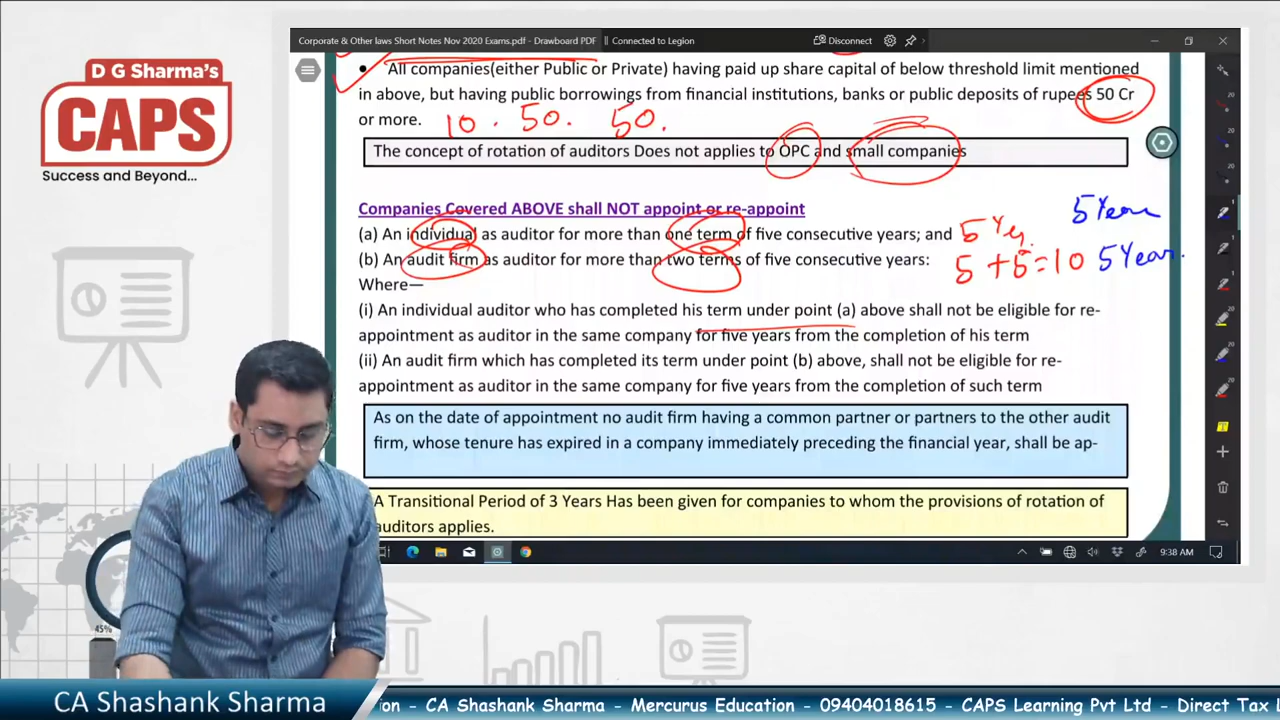 Corporate & Other laws Short Notes Nov 2020 Exams.pdf - Drawboard PDF
Connected to Legion
Disconnect
D G Sharma's
CAPS
Success and Beyond...
• All companies(either Public or Private) having paid up share capital of below threshold limit mentioned
in above, but having public borrowings from financial institutions, banks or public deposits of rupees 50 Cr
or more.
10. 50. 50.
The concept of rotation of auditors Does not applies to OPC and small companies
Companies Covered ABOVE shall NOT appoint or re-appoint
5 Years
(a) An individual as auditor for more than one term of five consecutive years; and
5 Yrs.
(b) An audit firm as auditor for more than two terms of five consecutive years:
5 + 5 = 10 5 Year.
Where—
(i) An individual auditor who has completed his term under point (a) above shall not be eligible for re-
appointment as auditor in the same company for five years from the completion of his term
(ii) An audit firm which has completed its term under point (b) above, shall not be eligible for re-
appointment as auditor in the same company for five years from the completion of such term
As on the date of appointment no audit firm having a common partner or partners to the other audit
firm, whose tenure has expired in a company immediately preceding the financial year, shall be ap-
A Transitional Period of 3 Years Has been given for companies to whom the provisions of rotation of
auditors applies.
9:38 AM
45%
CA Shashank Sharma
on - CA Shashank Sharma - Mercurus Education - 09404018615 - CAPS Learning Pvt Ltd - Direct Tax L